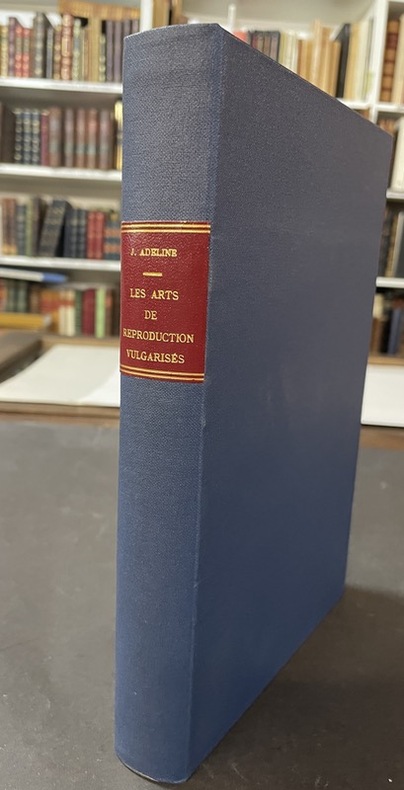 J. ADELINE
LES ARTS
DE
REPRODUCTION
VULGARISÉS